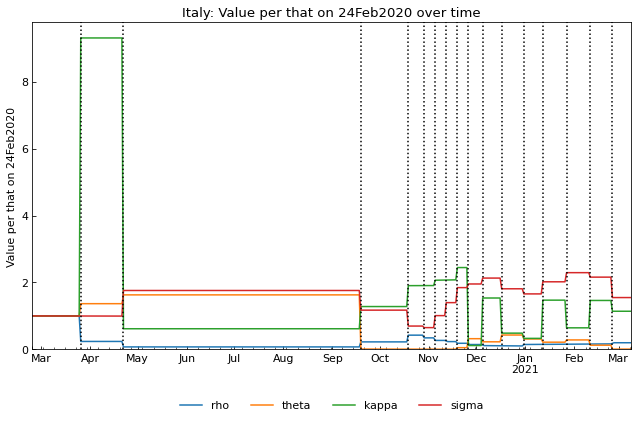 Italy: Value per that on 24Feb2020 over time
Value per that on 24Feb2020
8
6
4
2
0
Mar Apr May Jun Jul Aug Sep Oct Nov Dec Jan Feb Mar
2021
rho theta kappa sigma